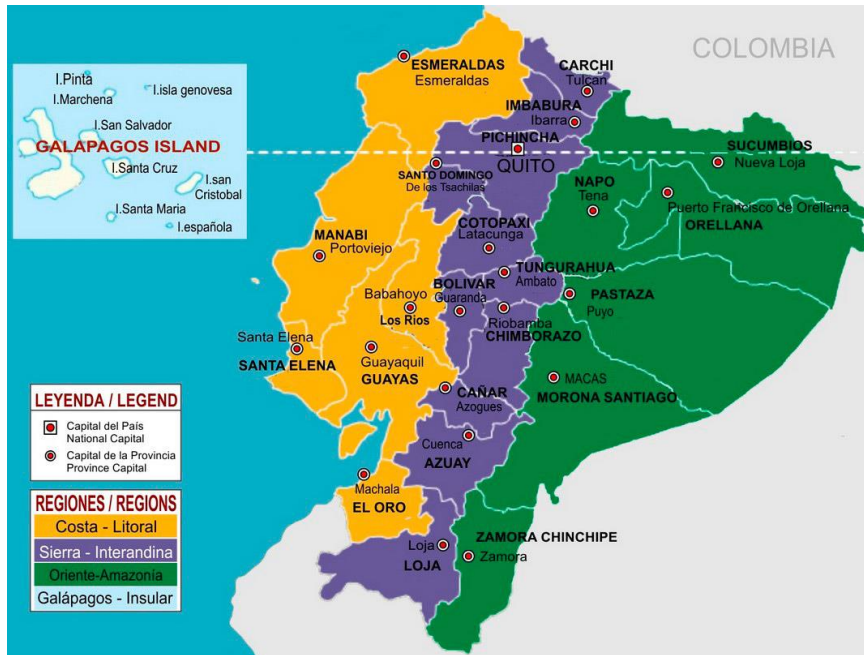 COLOMBIA
I.Pinta
I.Marchena
I.isla genovesa
I.San Salvador
GALAPAGOS ISLAND
I.Santa Cruz
I.san
Cristobal
I.Santa Maria
I.española
ESMERALDAS
Esmeraldas
CARCHI
Tulcan
IMBABURA
Ibarra
PICHINCHA
QUITO
SANTO DOMINGO
De los Tsachilas
SUCUMBIOS
Nueva Loja
NAPO
Tena
Puerto Francisco de Orellana
ORELLANA
MANABI
Portoviejo
COTOPAXI
Latacunga
TUNGURAHUA
Ambato
BOLIVAR
Guaranda
Babahoyo
Los Rios
PASTAZA
Puyo
Riobamba
CHIMBORAZO
Santa Elena
SANTA ELENA
Guayaquil
GUAYAS
MACAS
MORONA SANTIAGO
CAÑAR
Azogues
Cuenca
AZUAY
Machala
EL ORO
Loja
LOJA
ZAMORA CHINCHIPE
Zamora
LEYENDA / LEGEND
Capital del País
National Capital
Capital de la Provincia
Province Capital
REGIONES / REGIONS
Costa - Litoral
Sierra - Interandina
Oriente-Amazonía
Galápagos - Insular